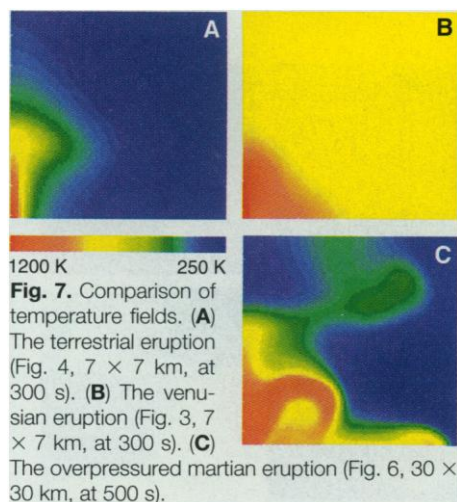 A
B
1200 K 250 K
C
Fig. 7. Comparison of
temperature fields. (A)
The terrestrial eruption
(Fig. 4, 7 × 7 km, at
300 s). (B) The venu-
sian eruption (Fig. 3, 7
× 7 km, at 300 s). (C)
The overpressured martian eruption (Fig. 6, 30 ×
30 km, at 500 s).